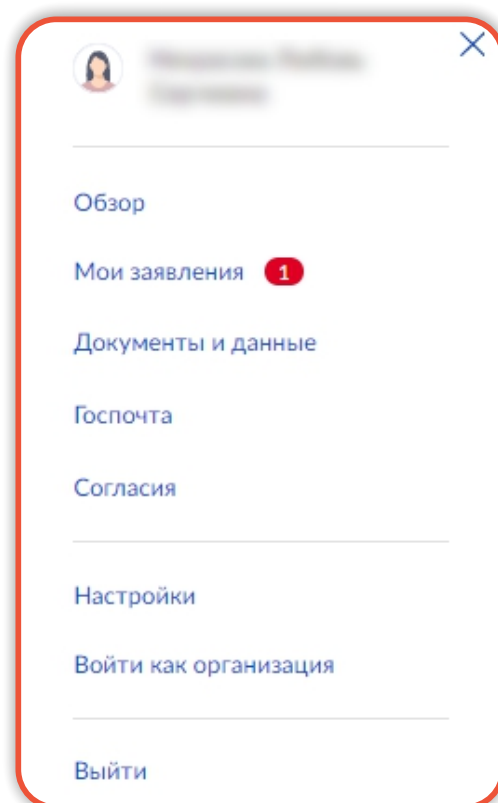 Обзор
Мои заявления 1
Документы и данные
Госпочта
Согласия
Настройки
Войти как организация
Выйти